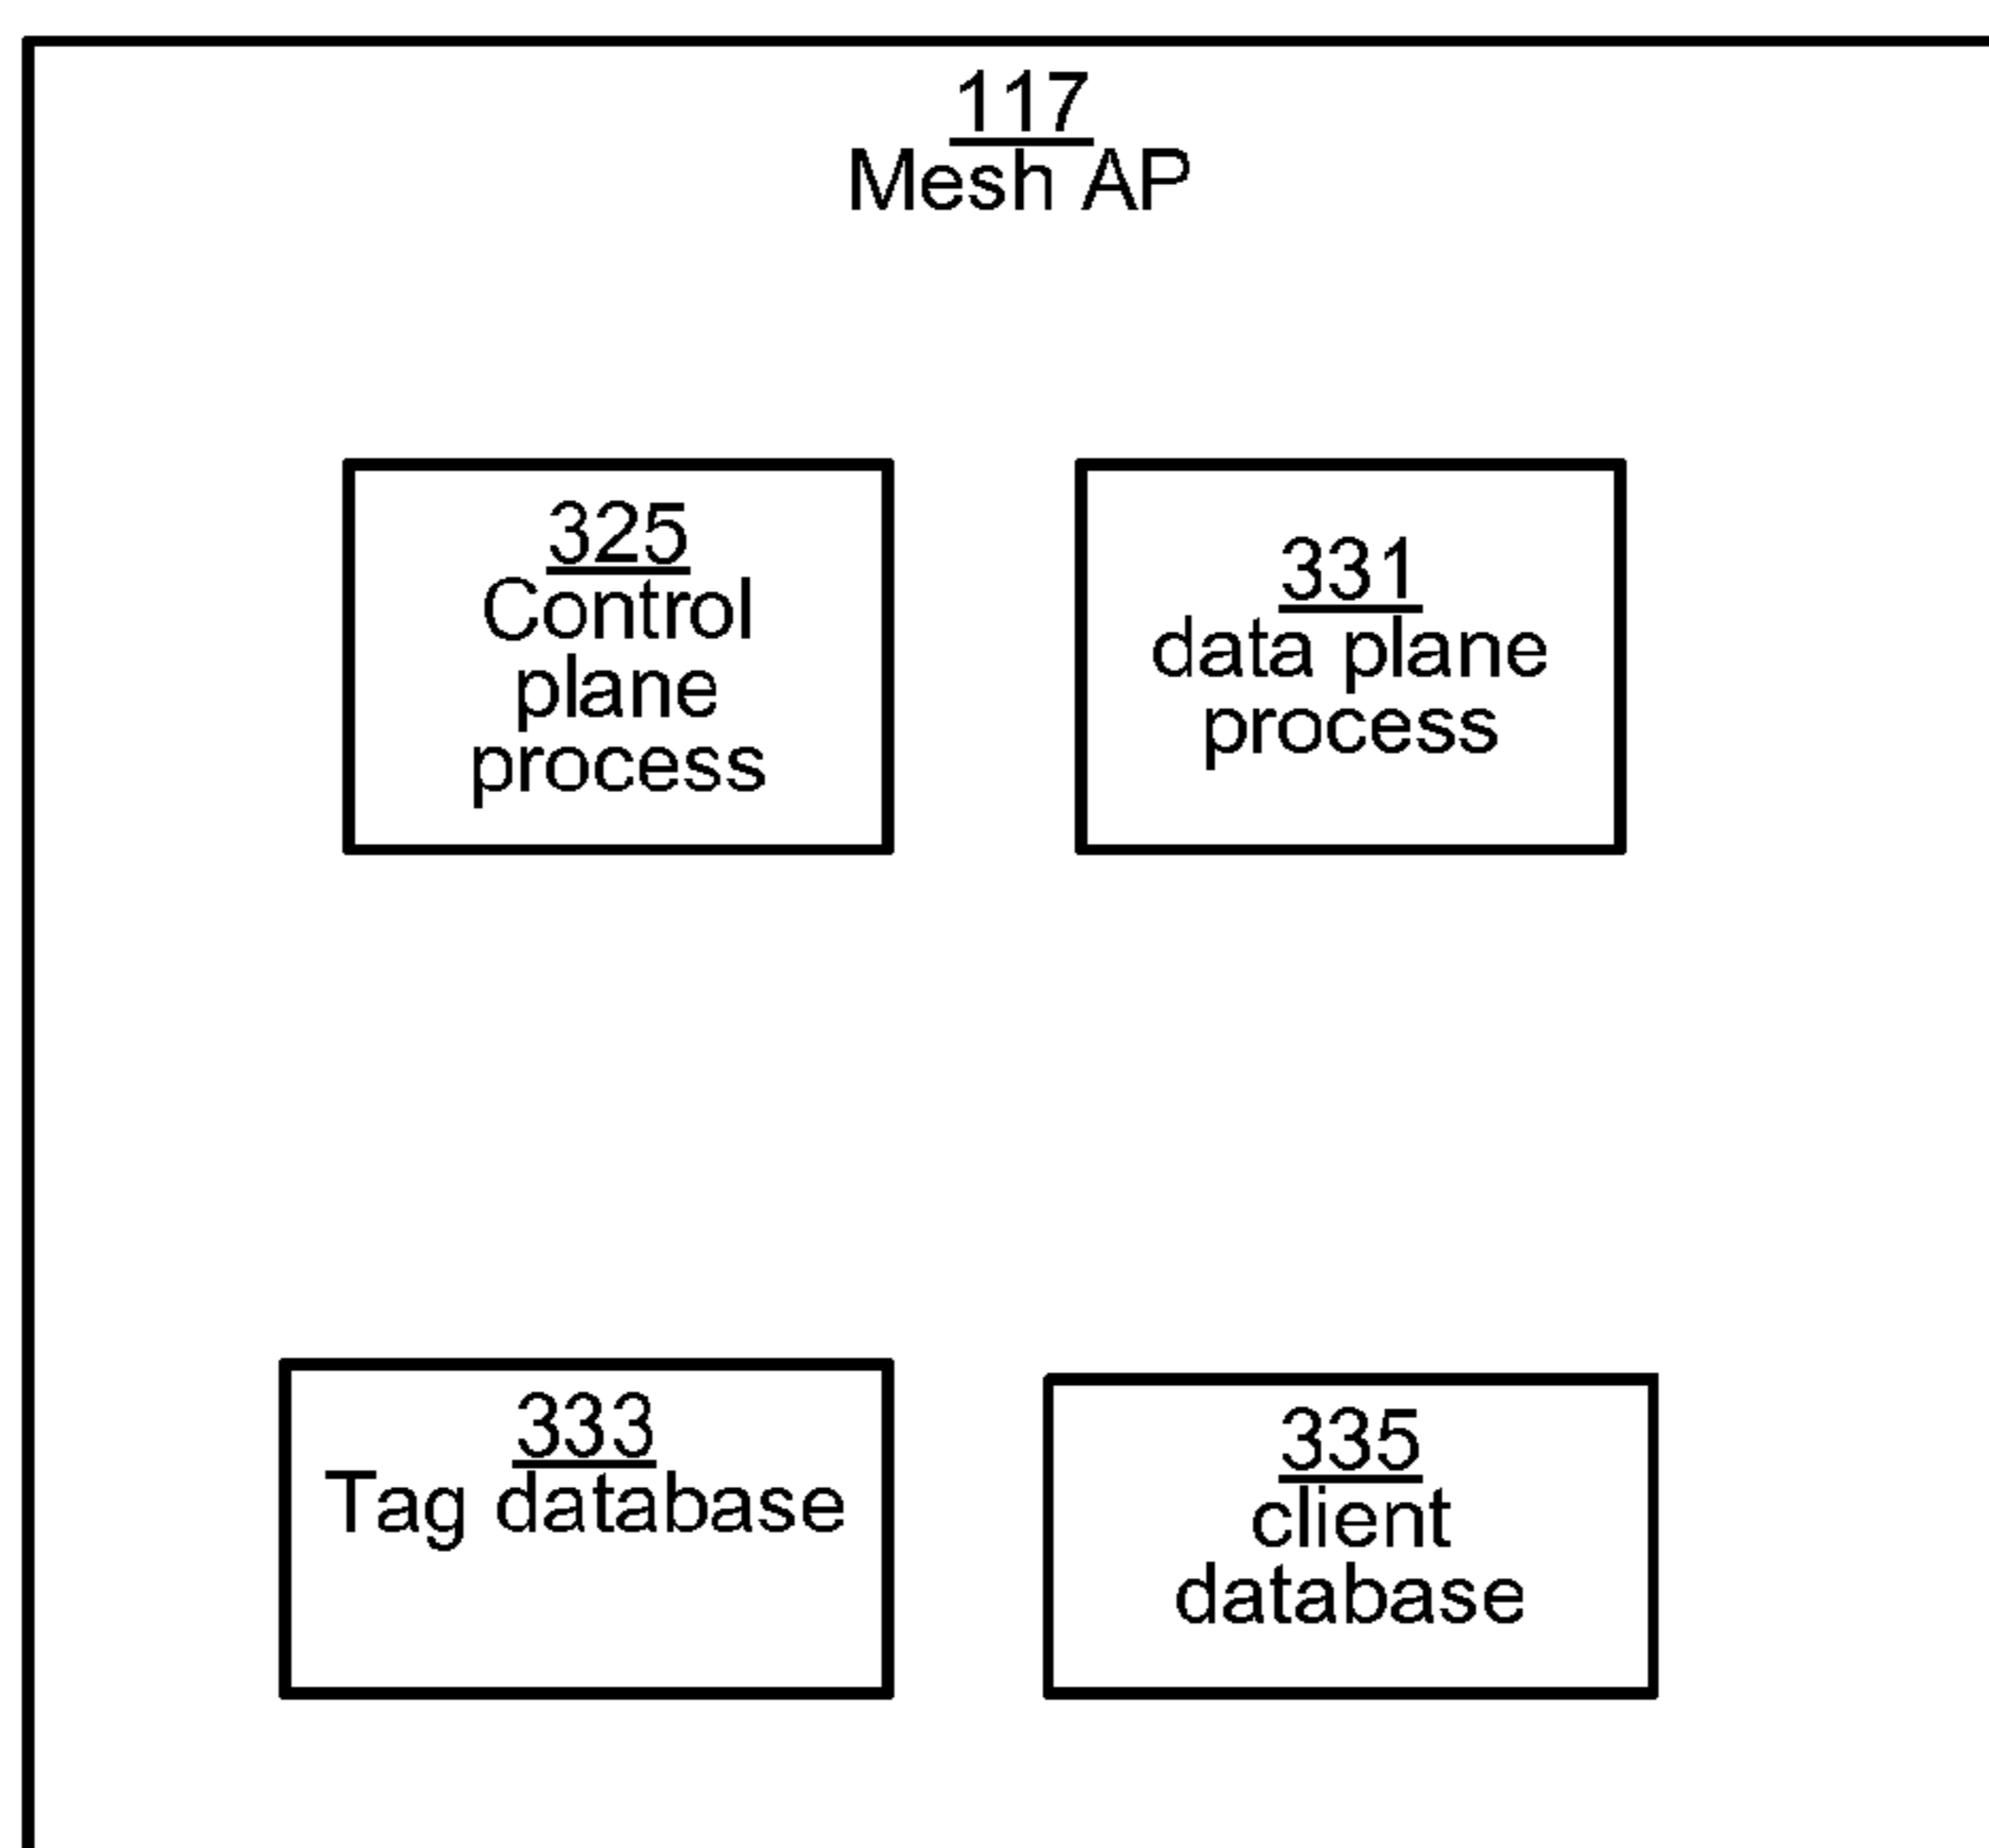 117
Mesh AP
325
Control
plane
process
331
data plane
process
333
Tag database
335
client
database